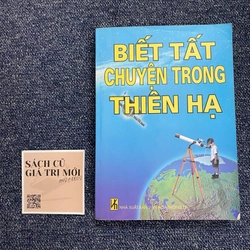 BIẾT TẤT
CHUYỆN TRONG
THIÊN HẠ
SÁCH CŨ
GIÁ TRỊ MỚI